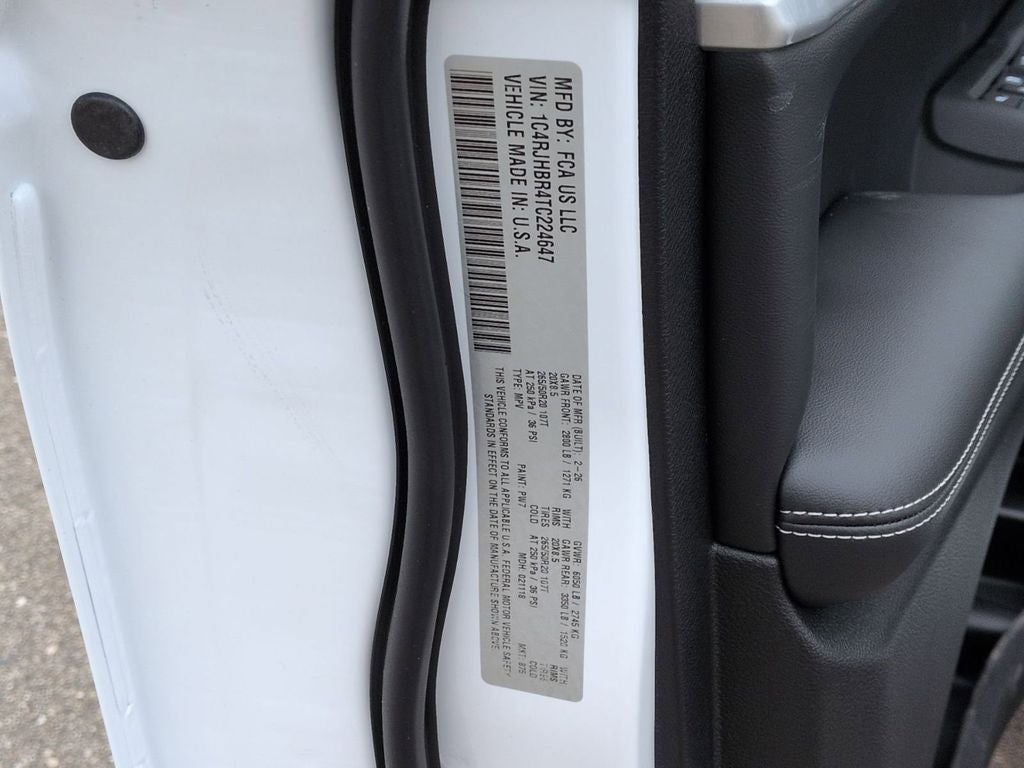 MFD BY: FCA US LLC
VIN: 1C4RJHBR4TC224647
VEHICLE MADE IN: U.S.A.
DATE OF MFR (BUILT): 2-26 GVWR: 6050 LB / 2745 KG
GAWR FRONT: 2800 LB / 1271 KG WITH GAWR REAR: 3350 LB / 1520 KG WITH
20X8.5 RIMS 20X8.5 RIMS
265/50R20 107T TIRES 265/50R20 107T TIRES
AT 250 kPa / 36 PSI COLD AT 250 kPa / 36 PSI COLD
TYPE: MPV PAINT: PW7 MDH: 021118 MKT: 875
THIS VEHICLE CONFORMS TO ALL APPLICABLE U.S.A. FEDERAL MOTOR VEHICLE SAFETY
STANDARDS IN EFFECT ON THE DATE OF MANUFACTURE SHOWN ABOVE.